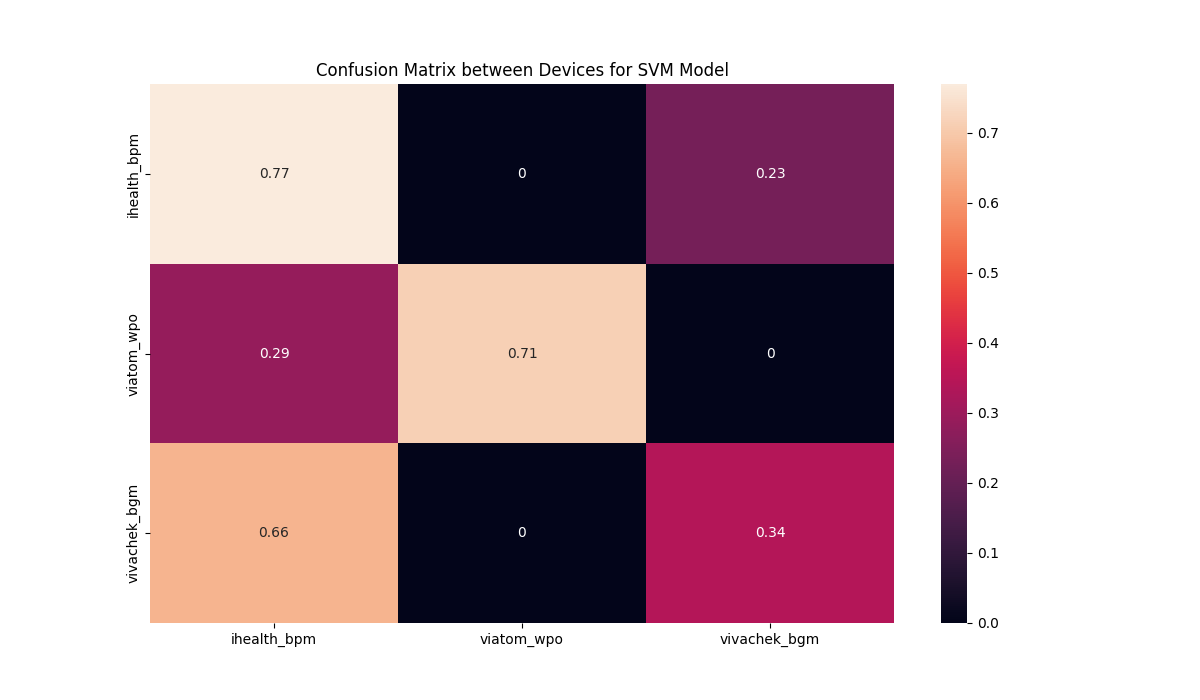 Confusion Matrix between Devices for SVM Model
ihealth_bpm
0.77
0
0.23
viatom_wpo
0.29
0.71
0
vivachek_bgm
0.66
0
0.34
ihealth_bpm
viatom_wpo
vivachek_bgm
0.7
0.6
0.5
0.4
0.3
0.2
0.1
0.0